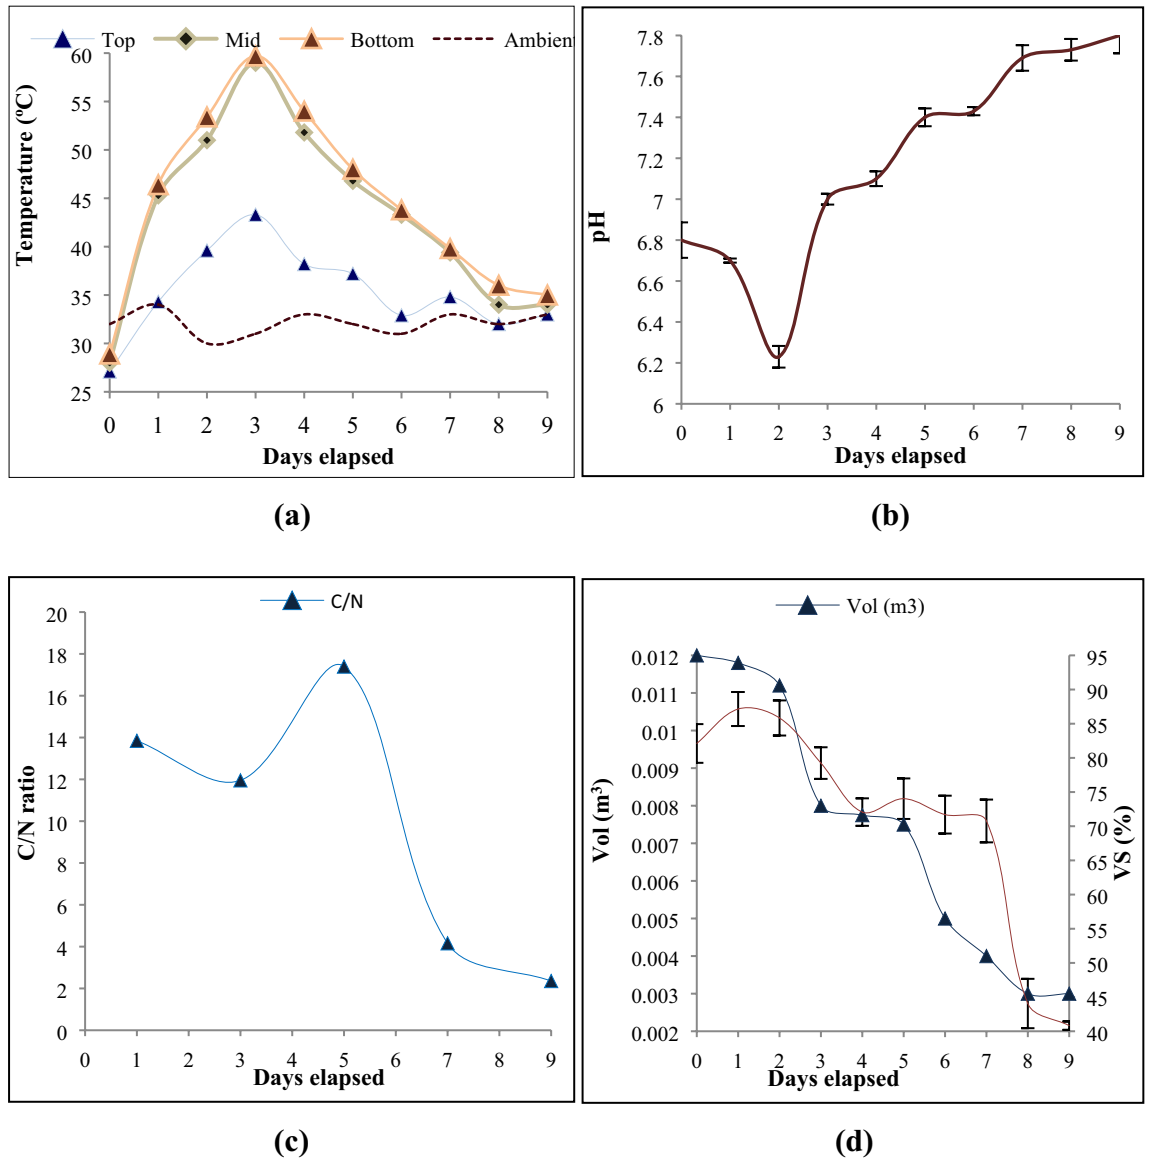 Top Mid Bottom Ambient
60
55
50
45
40
35
30
25
Temperature (ºC)
0 1 2 3 4 5 6 7 8 9
Days elapsed
(a)
7.8
7.6
7.4
7.2
7
6.8
6.6
6.4
6.2
6
pH
0 1 2 3 4 5 6 7 8 9
Days elapsed
(b)
C/N
20
18
16
14
12
10
8
6
4
2
0
C/N ratio
0 1 2 3 4 5 6 7 8 9
Days elapsed
(c)
Vol (m3)
0.012
0.011
0.01
0.009
0.008
0.007
0.006
0.005
0.004
0.003
0.002
Vol (m³)
95
90
85
80
75
70
65
60
55
50
45
40
VS (%)
0 1 2 3 4 5 6 7 8 9
Days elapsed
(d)